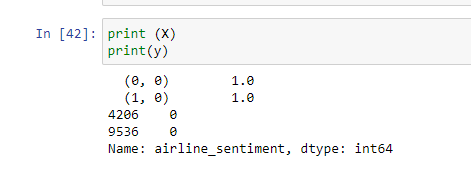 In [42]: print (X)
print(y)
(0, 0) 1.0
(1, 0) 1.0
4206 0
9536 0
Name: airline_sentiment, dtype: int64